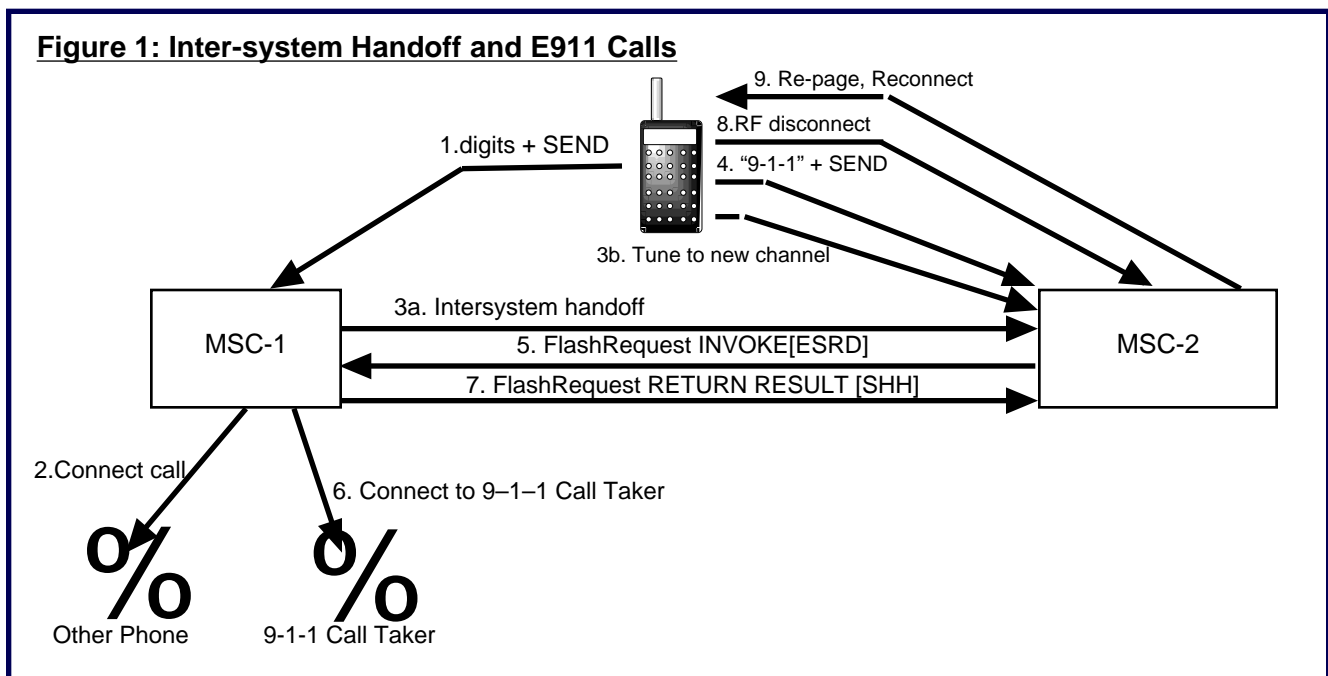 Figure 1: Inter-system Handoff and E911 Calls
9. Re-page, Reconnect
8.RF disconnect
1.digits + SEND
4. “9-1-1” + SEND
3b. Tune to new channel
3a. Intersystem handoff
MSC-1
5. FlashRequest INVOKE[ESRD]
MSC-2
7. FlashRequest RETURN RESULT [SHH]
2.Connect call
6. Connect to 9–1–1 Call Taker
% %
Other Phone
9-1-1 Call Taker